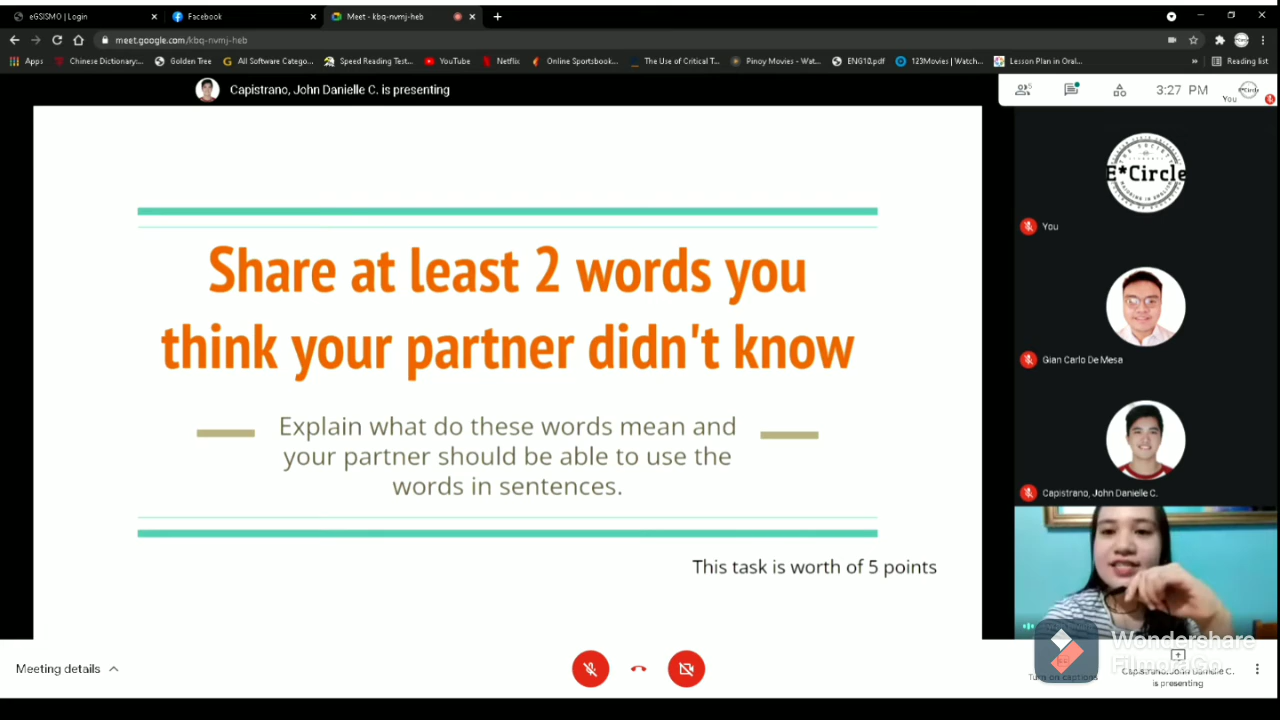 eGSISMO | Login
Facebook
Meet - kbq-nvmj-heb
meet.google.com/kbq-nvmj-heb
Apps
Chinese Dictionary:...
Golden Tree
All Software Catego...
Speed Reading Test...
YouTube
Netflix
Online Sportsbook...
The Use of Critical T...
Pinoy Movies - Wat...
ENG10.pdf
123Movies | Watch...
Lesson Plan in Oral...
»
Reading list
Capistrano, John Danielle C. is presenting
3:27 PM
You
Share at least 2 words you
think your partner didn't know
Explain what do these words mean and
your partner should be able to use the
words in sentences.
This task is worth of 5 points
E*Circle
You
Gian Carlo De Mesa
Capistrano, John Danielle C.
Wondershare
FilmoraGo
Meeting details
Turn on captions
Capistrano, John Danielle C.
is presenting